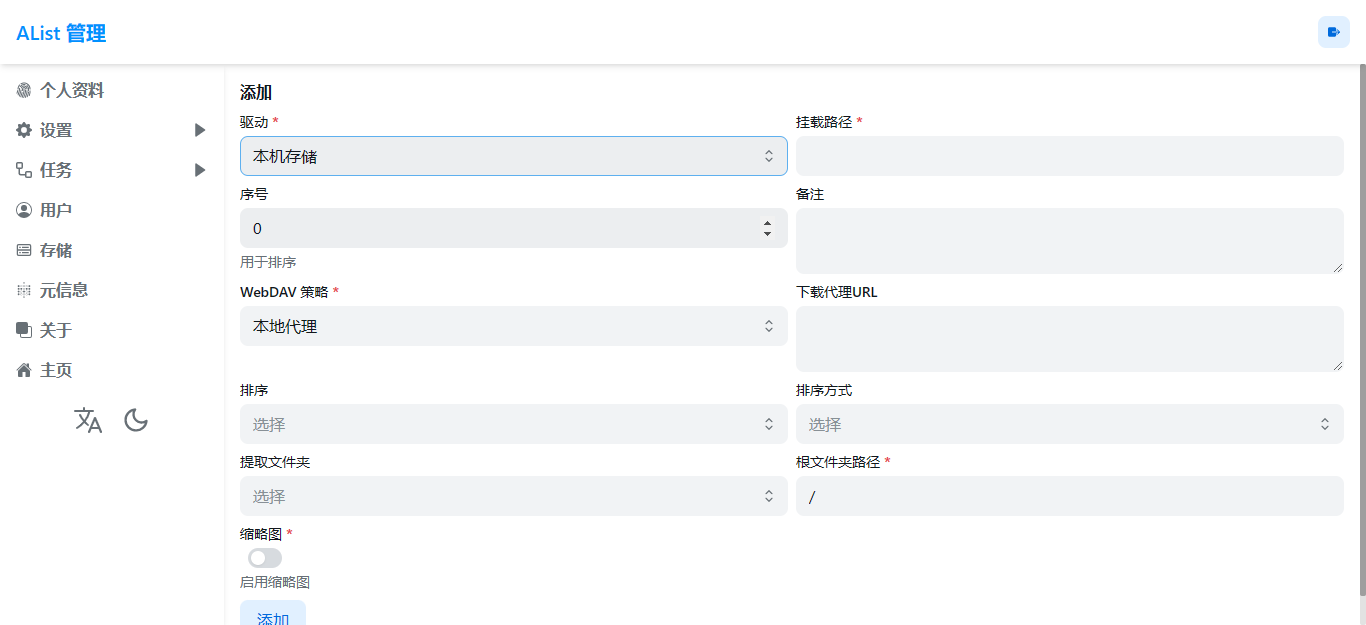 AList 管理
个人资料
设置
任务
用户
存储
元信息
关于
主页
添加
驱动 *
本机存储
挂载路径 *
序号
0
用于排序
备注
WebDAV 策略 *
本地代理
下载代理URL
排序
选择
排序方式
选择
提取文件夹
选择
根文件夹路径 *
/
缩略图 *
启用缩略图
添加